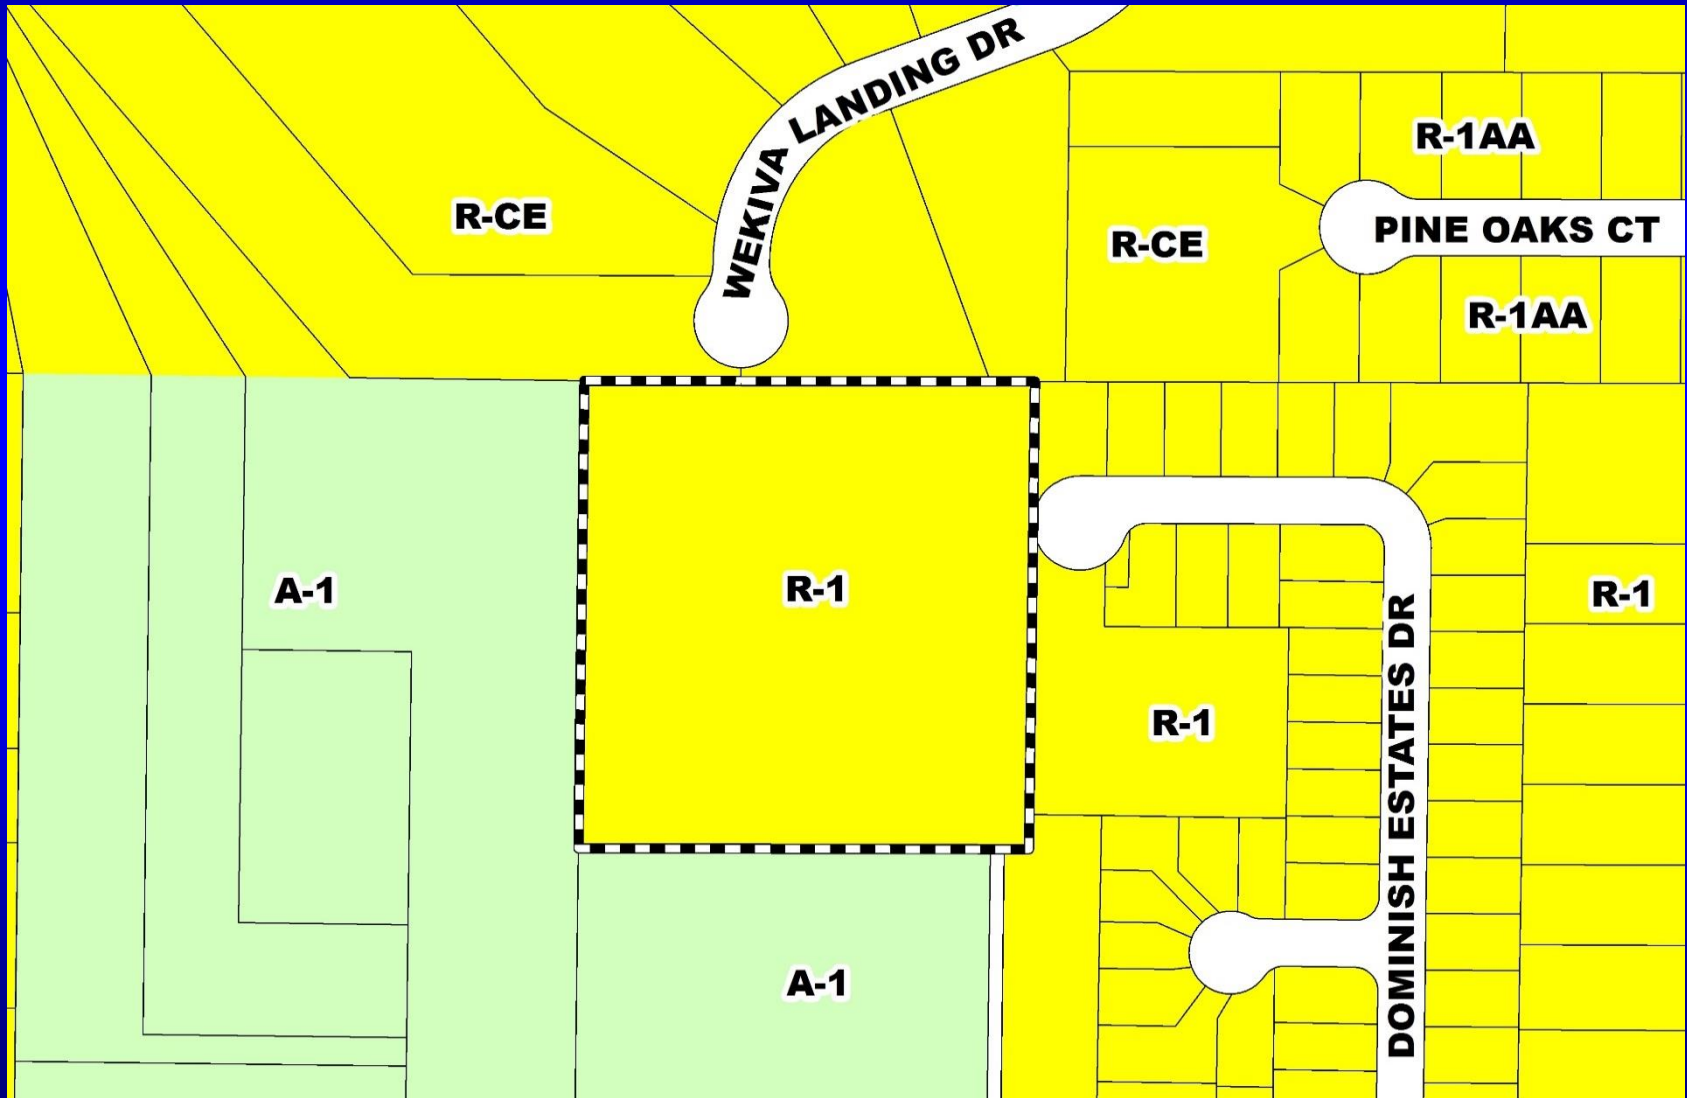 WEKIVA LANDING DR
R-1AA
R-CE
R-CE
PINE OAKS CT
R-1AA
A-1
R-1
R-1
R-1
DOMINISH ESTATES DR
A-1